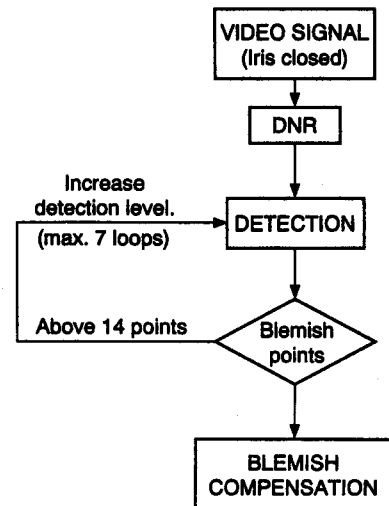 VIDEO SIGNAL
(Iris closed)
DNR
Increase
detection level.
(max. 7 loops)
DETECTION
Above 14 points
Blemish
points
BLEMISH
COMPENSATION